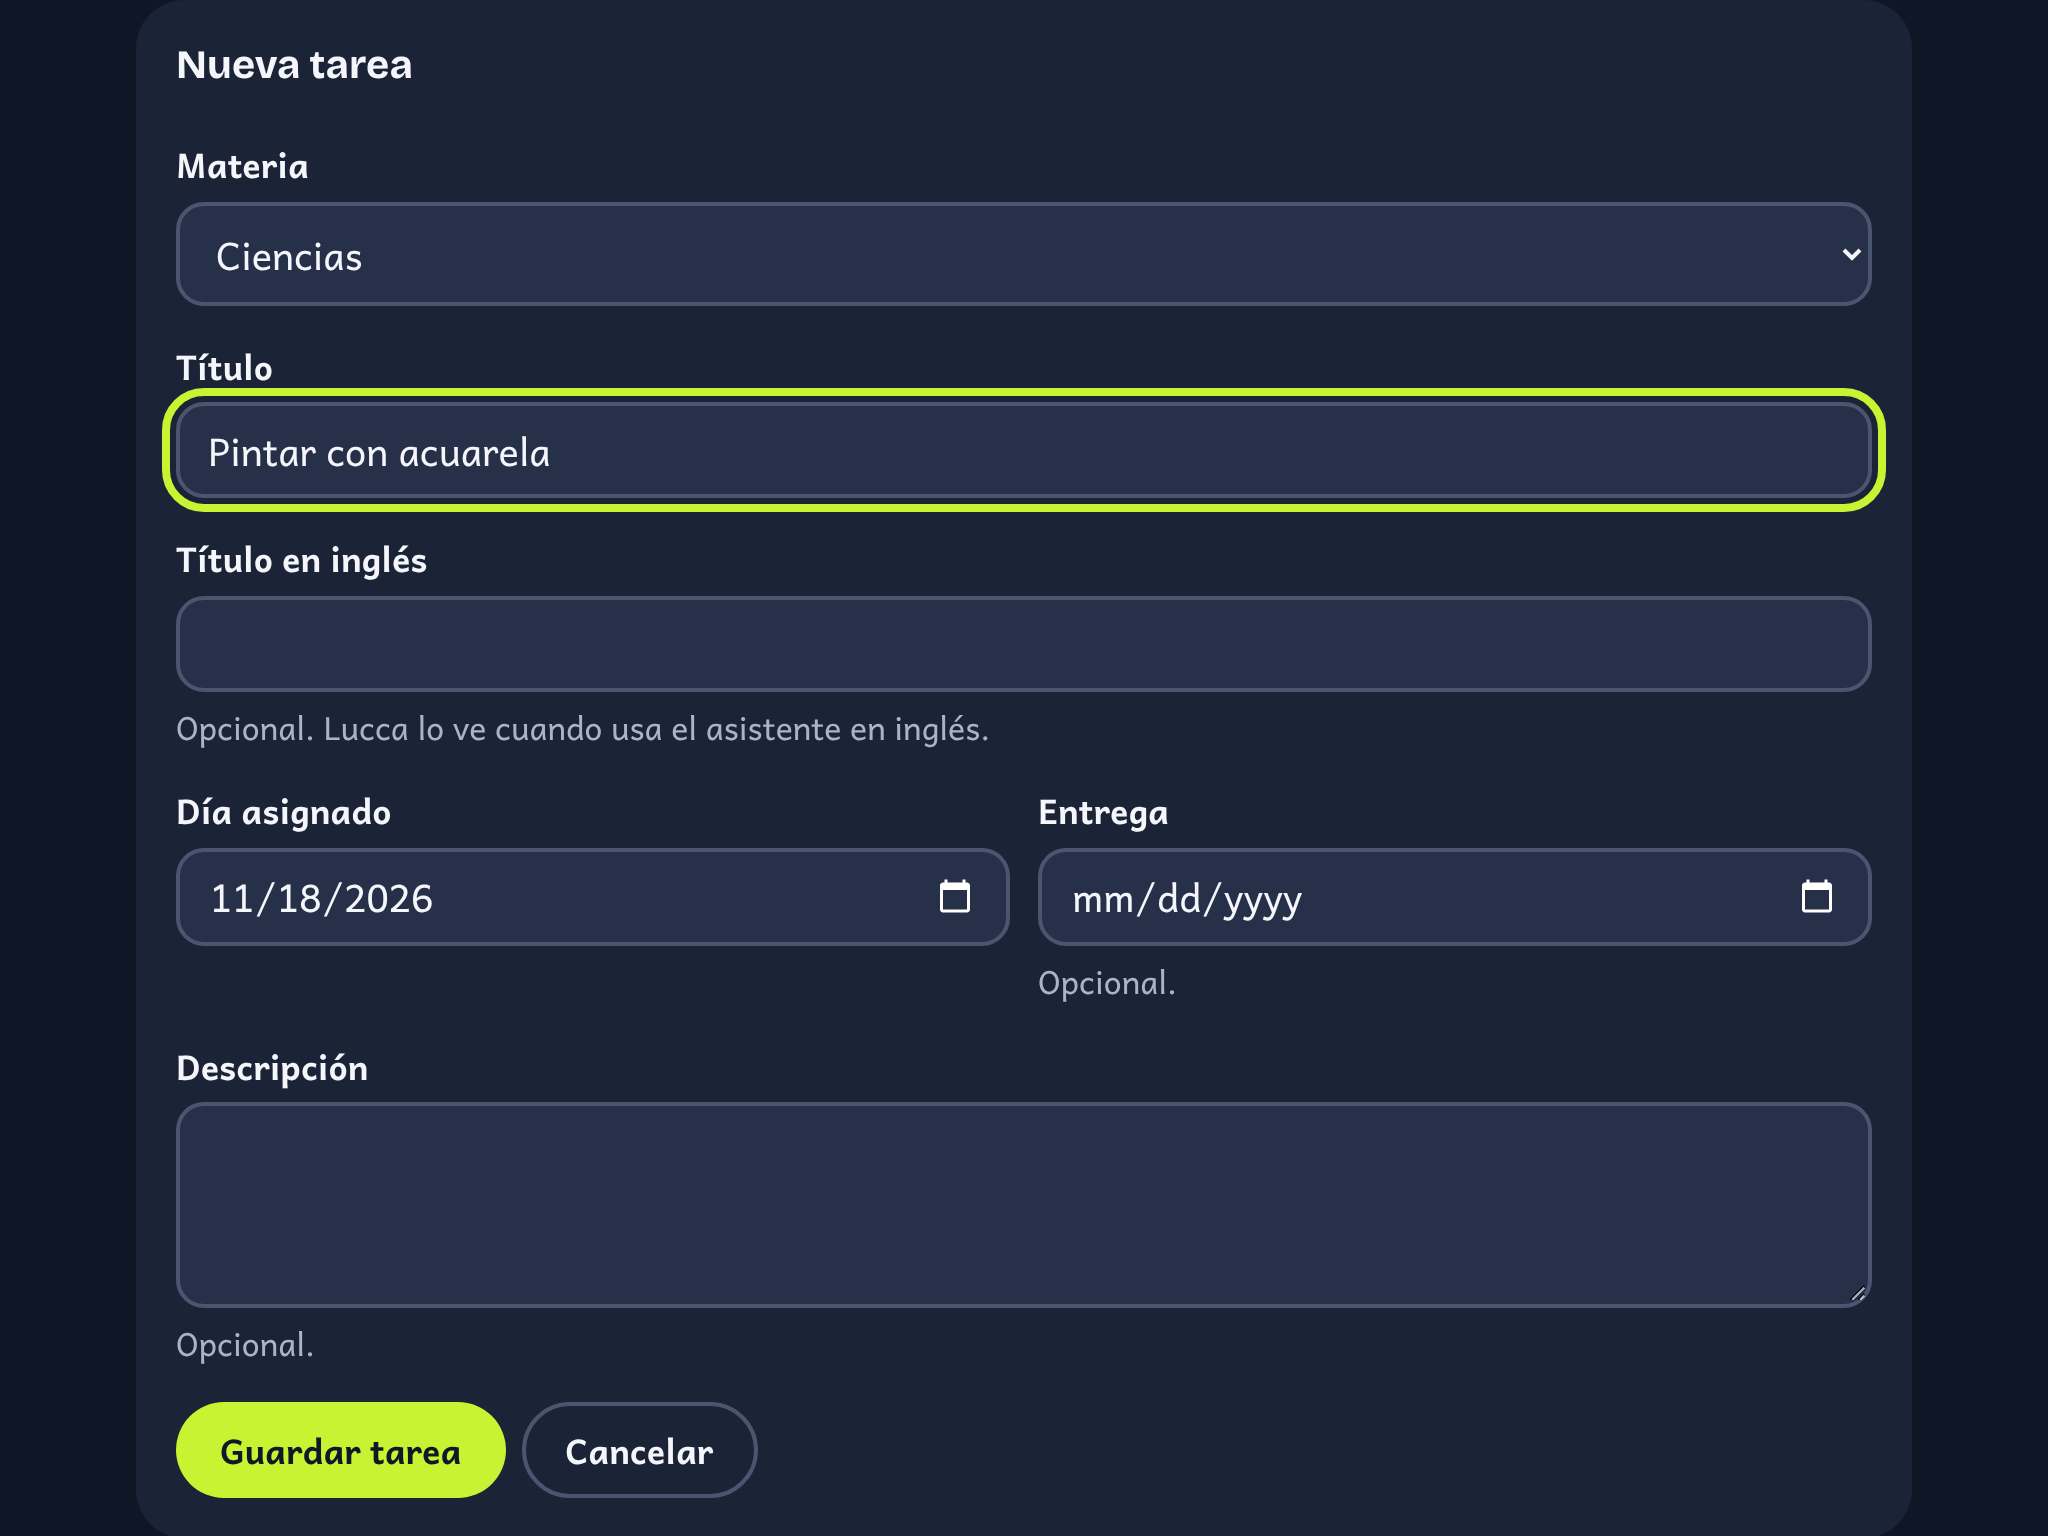 Nueva tarea
Materia
Ciencias
Título
Pintar con acuarela
Título en inglés
Opcional. Lucca lo ve cuando usa el asistente en inglés.
Día asignado
Entrega
11/18/2026
mm/dd/yyyy
Opcional.
Descripción
Opcional.
Guardar tarea
Cancelar